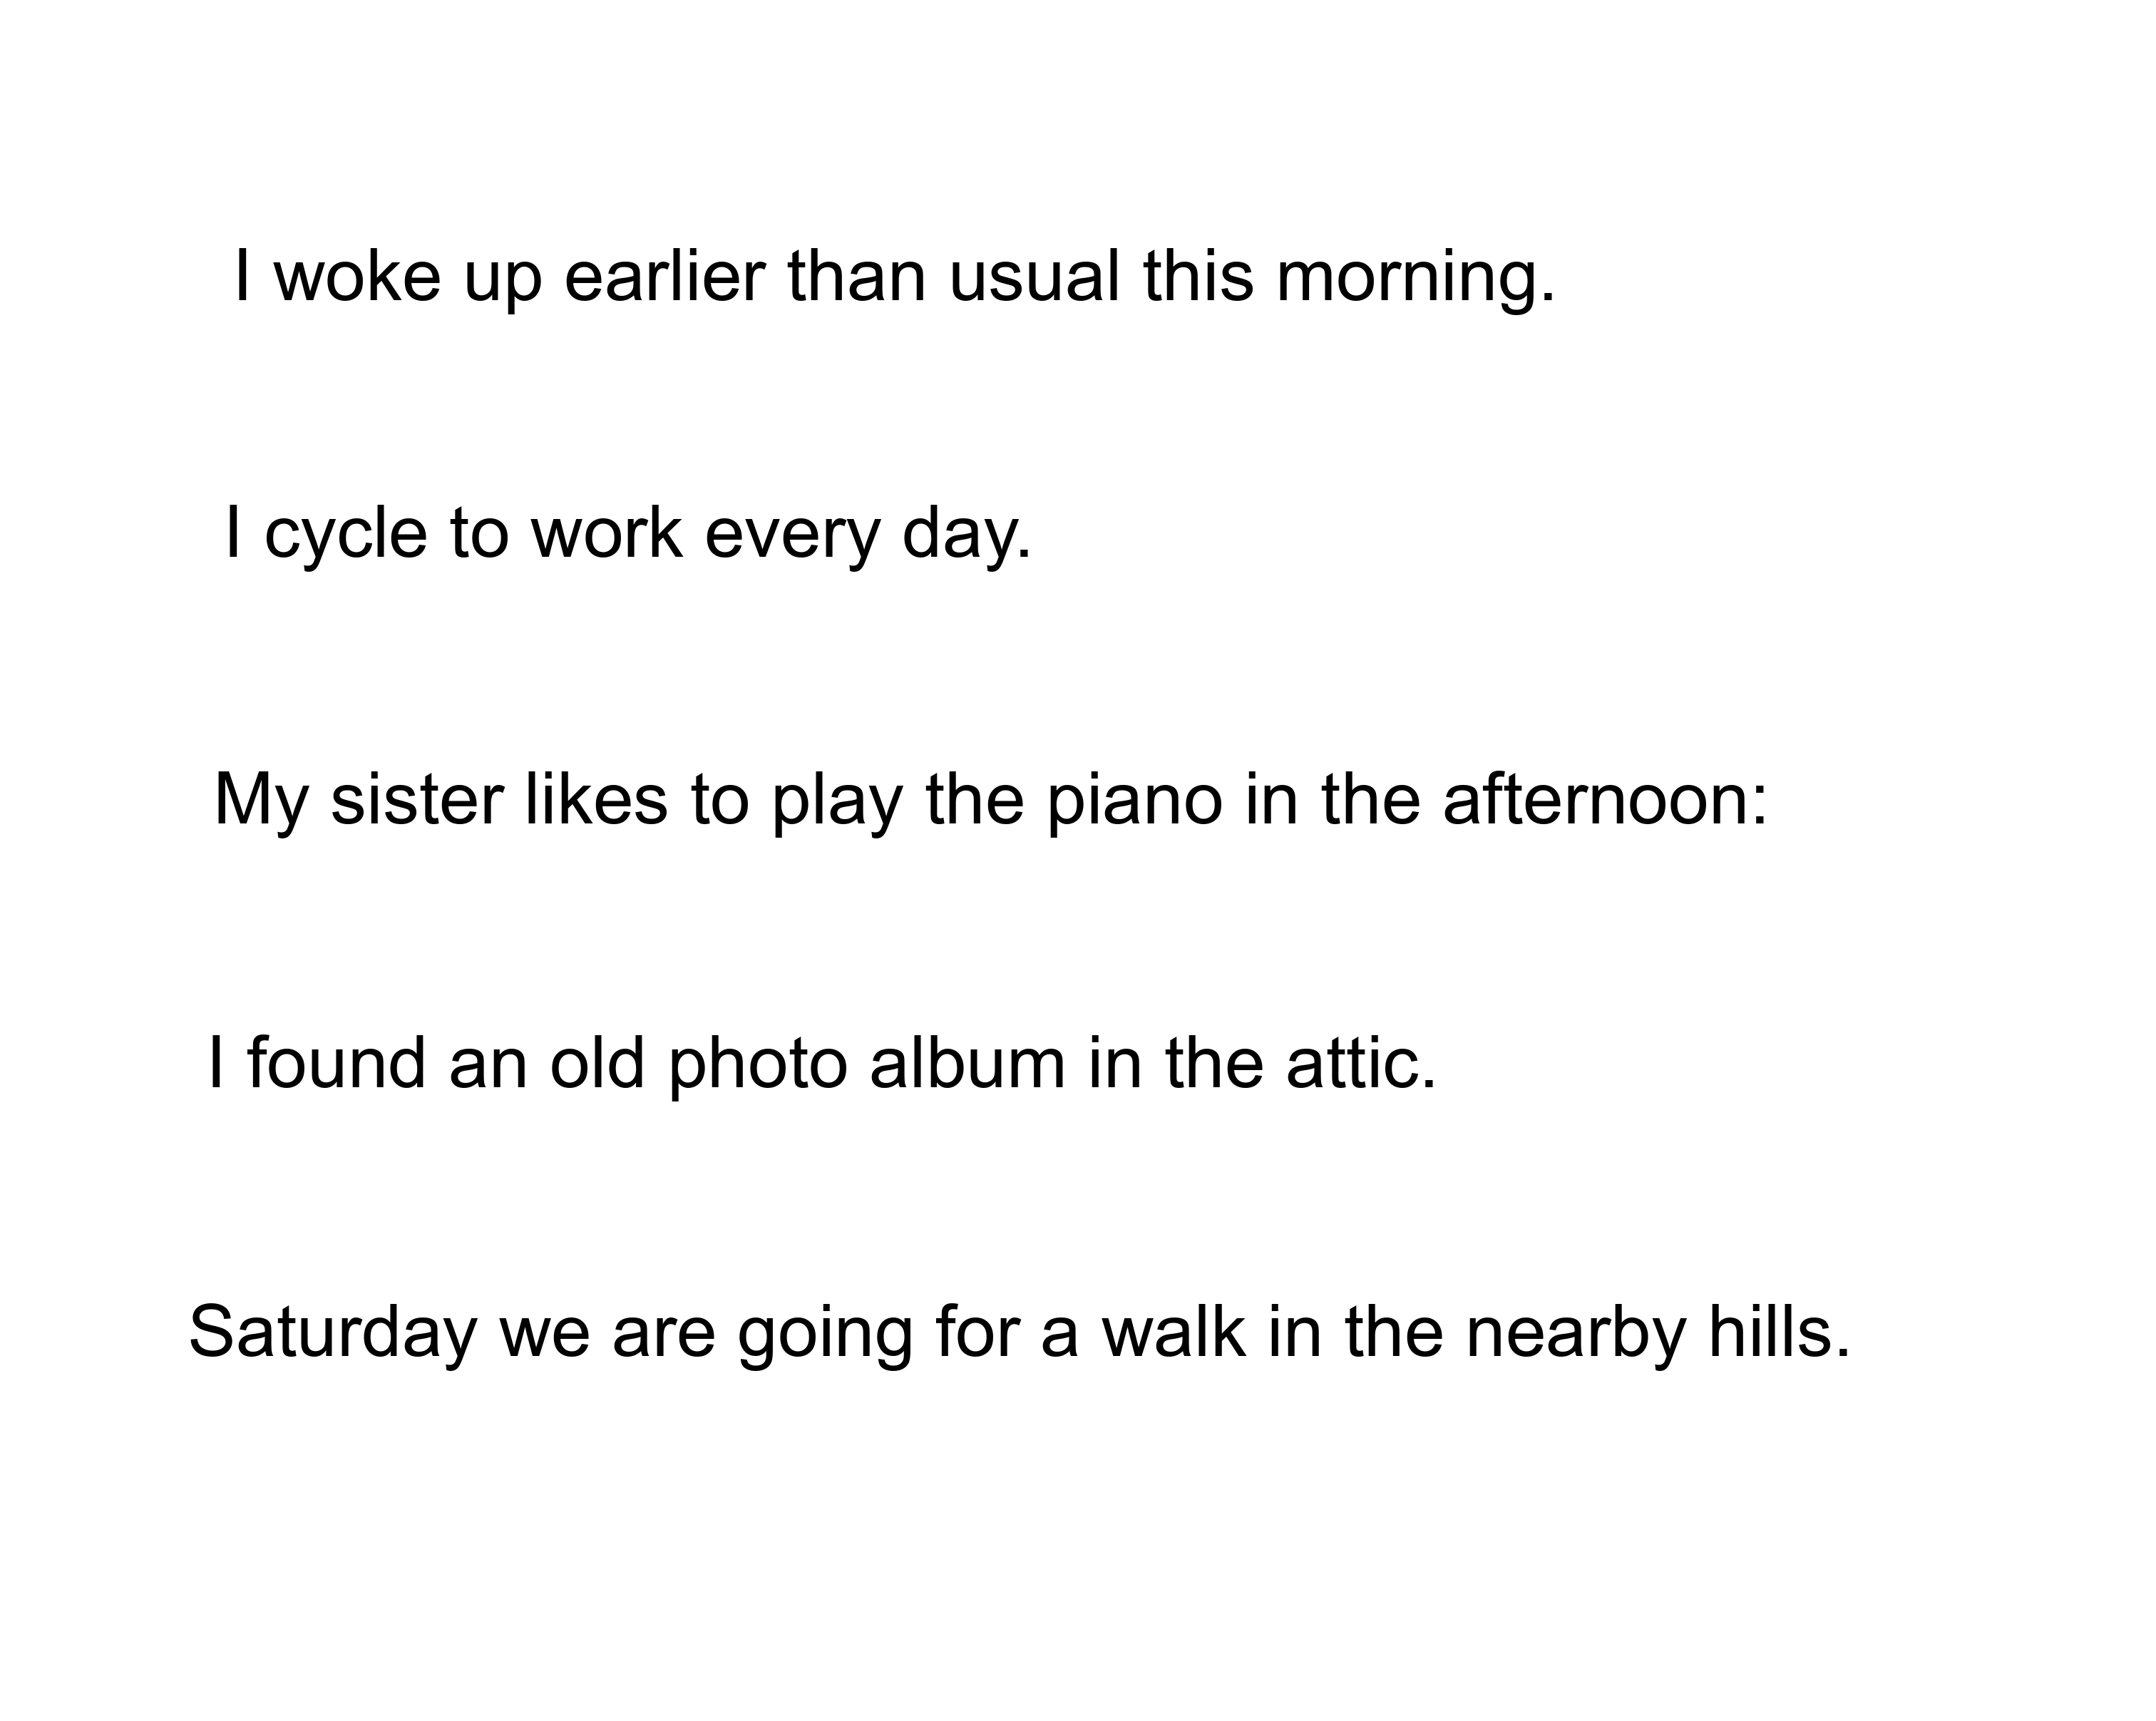 I woke up earlier than usual this morning.
I cycle to work every day.
My sister likes to play the piano in the afternoon:
I found an old photo album in the attic.
Saturday we are going for a walk in the nearby hills.